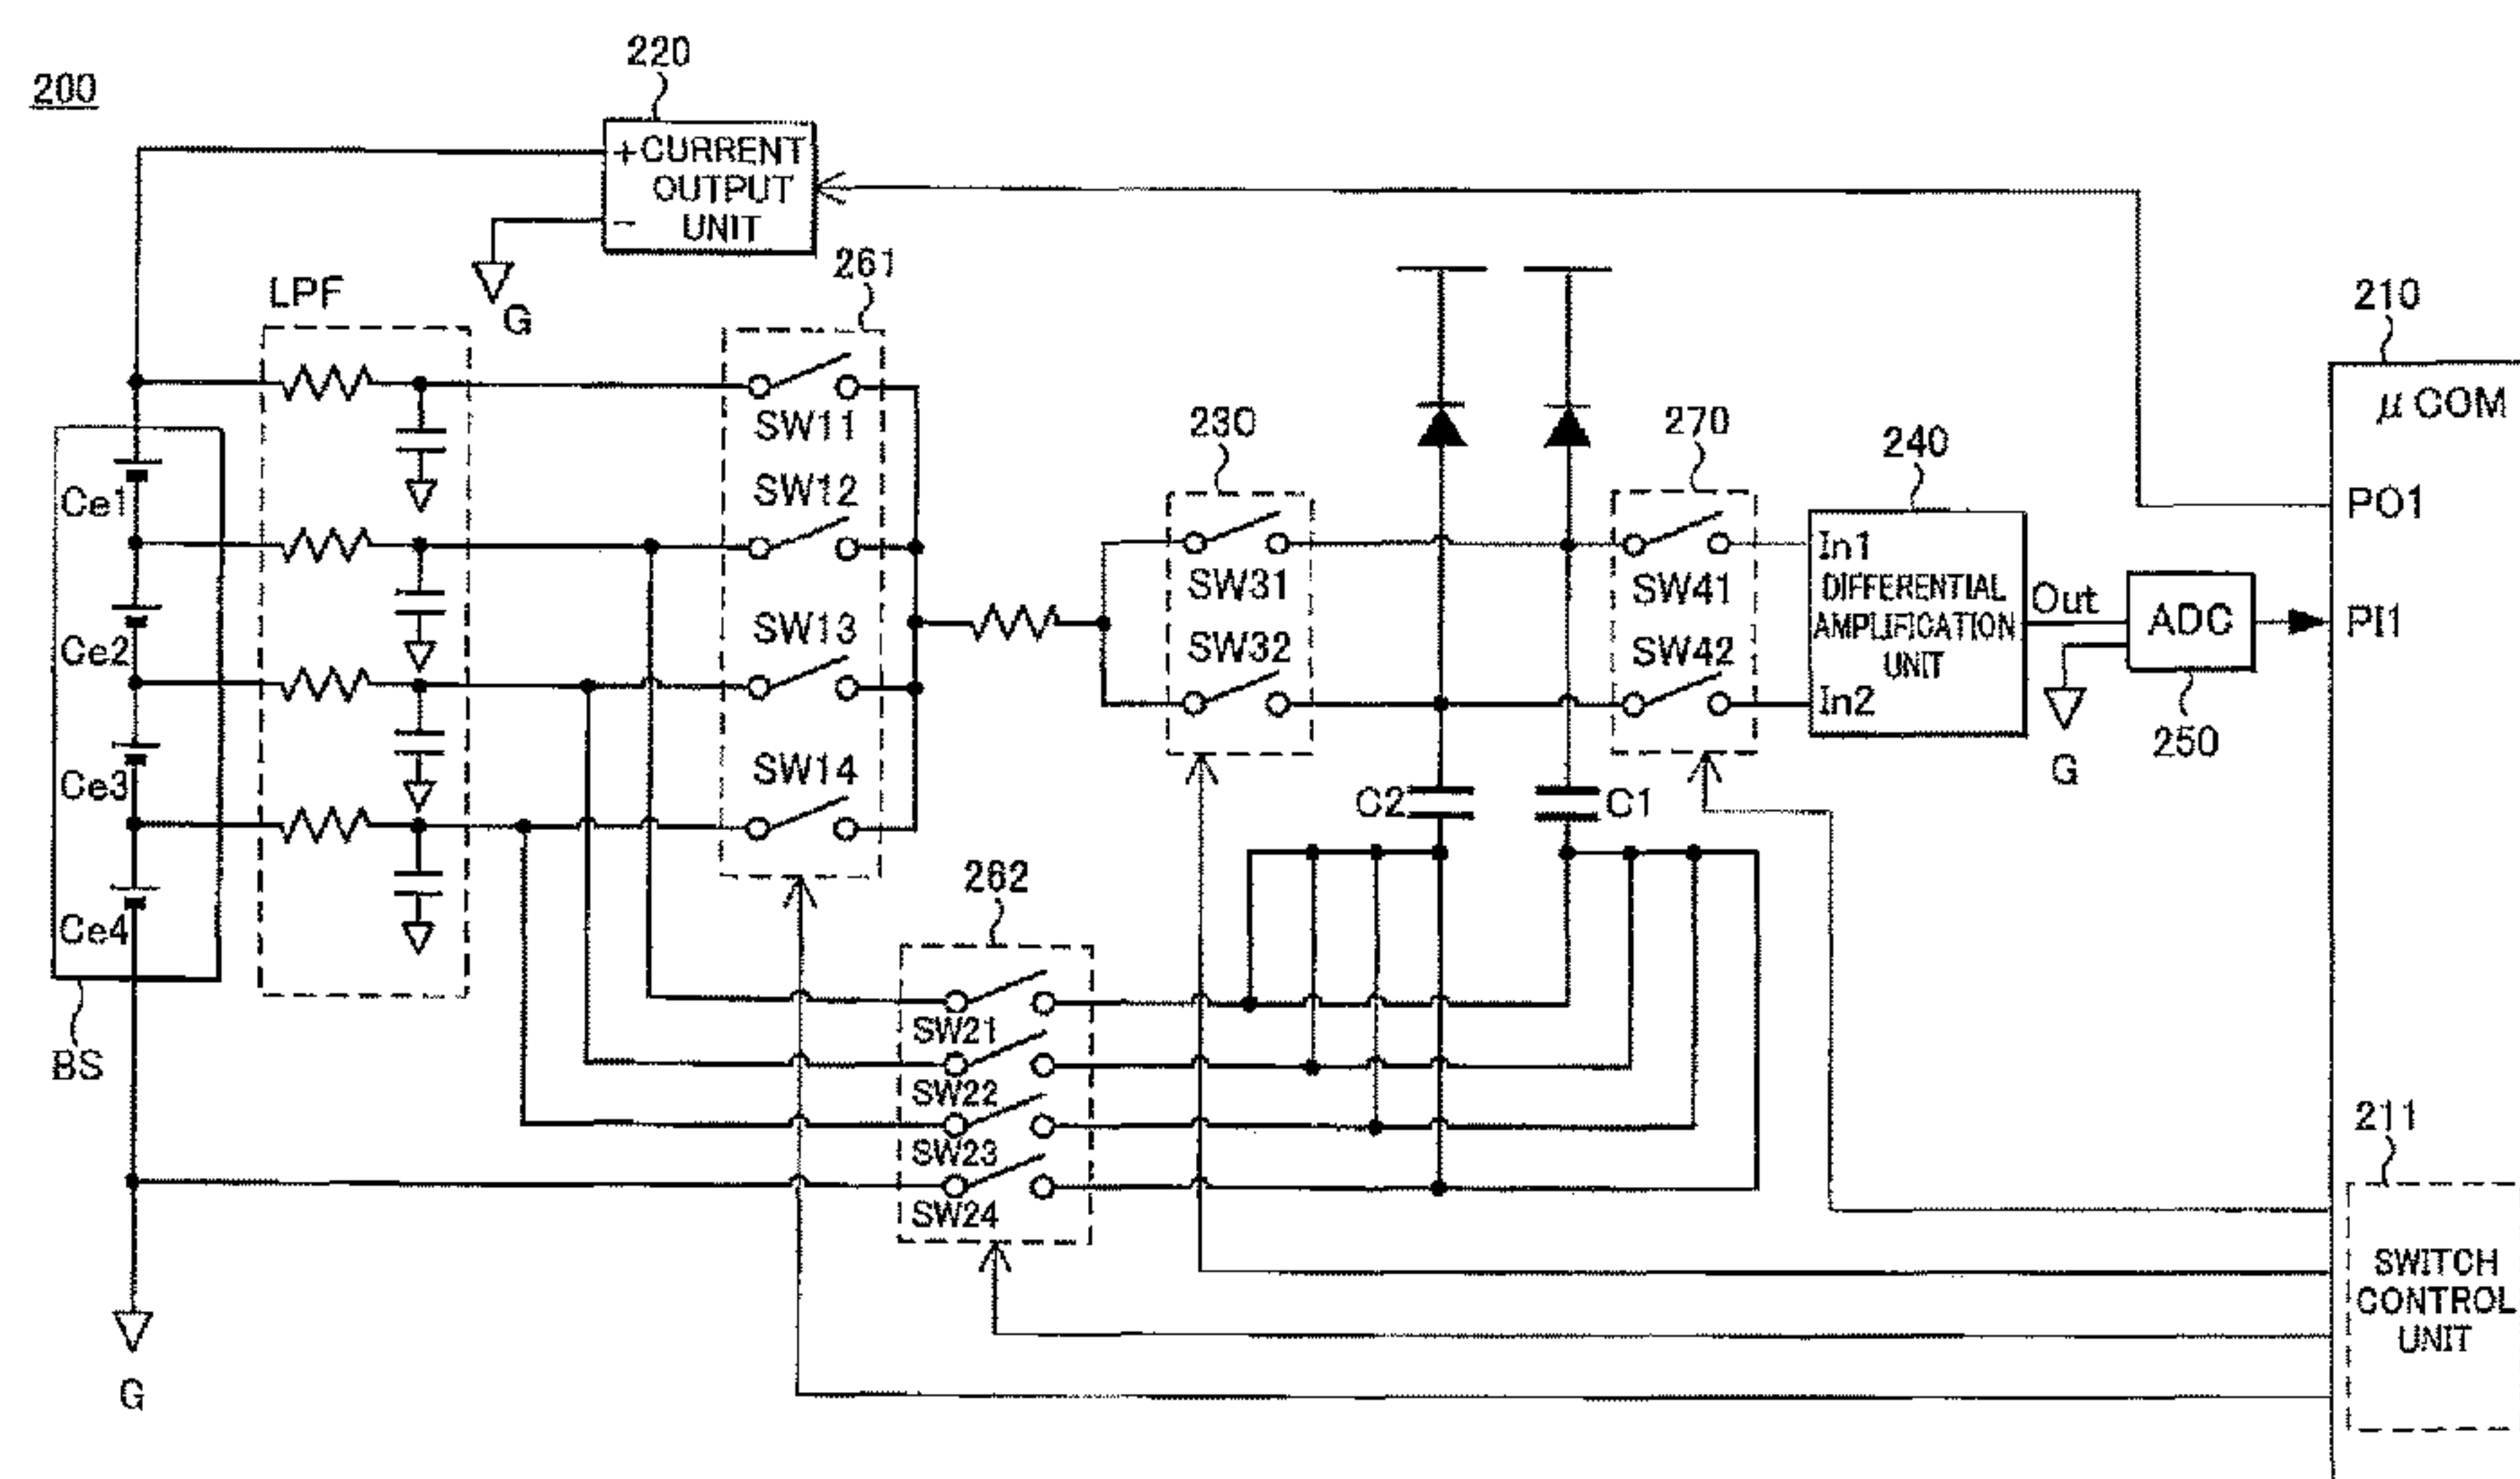 200
220
+CURRENT
OUTPUT
- UNIT
G
261
LPF
210
μ COM
SW11
230
270
240
SW12
Ce1
PO1
In1
SW31
SW41
DIFFERENTIAL
AMPLIFICATION
UNIT
Out
ADC
PI1
SW13
SW32
SW42
Ce2
In2
250
G
SW14
Ce3
C2
C1
262
Ce4
SW21
BS
SW22
211
SW23
SW24
SWITCH
CONTROL
UNIT
G